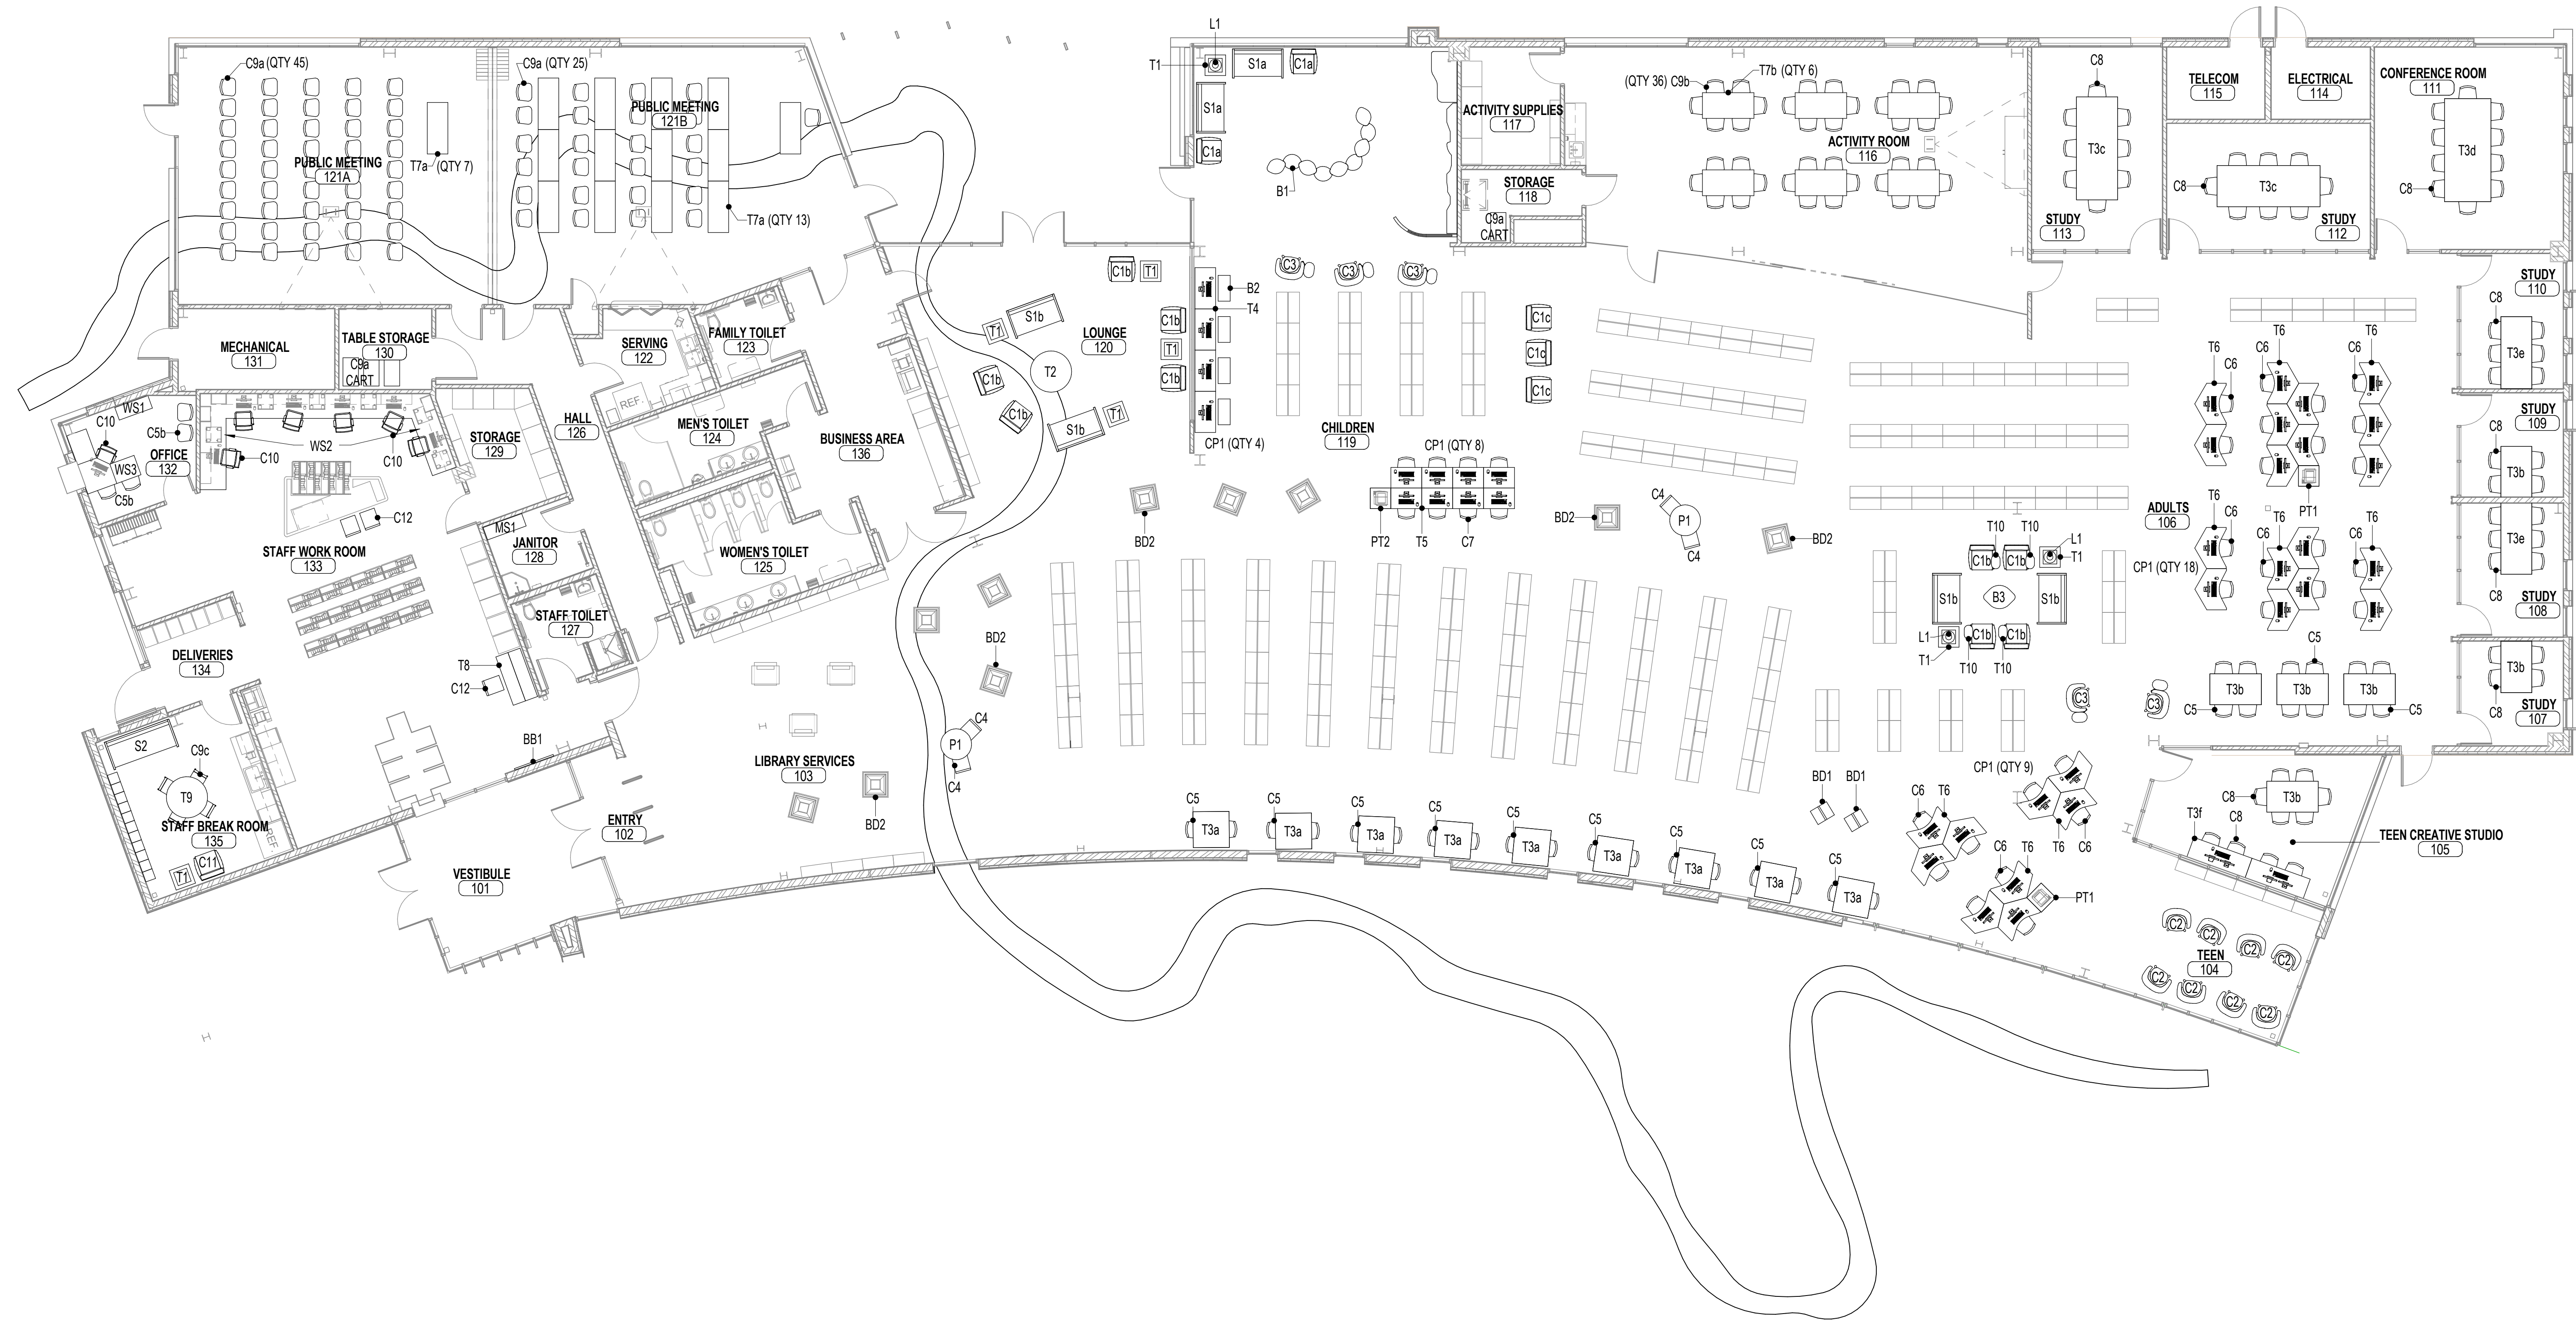 L1
T1
S1a
C1a
S1a
C1a
B1
C9a (QTY 45)
C9a (QTY 25)
PUBLIC MEETING
121A
T7a (QTY 7)
PUBLIC MEETING
121B
T7a (QTY 13)
ACTIVITY SUPPLIES
117
STORAGE
118
C9a
CART
(QTY 36) C9b
T7b (QTY 6)
ACTIVITY ROOM
116
C8
T3c
STUDY
113
TELECOM
115
ELECTRICAL
114
C8
T3c
STUDY
112
CONFERENCE ROOM
111
T3d
C8
MECHANICAL
131
TABLE STORAGE
130
C9a
CART
SERVING
122
REF.
FAMILY TOILET
123
MEN'S TOILET
124
WOMEN'S TOILET
125
HALL
126
BUSINESS AREA
136
LOUNGE
120
C1b
T1
S1b
T1
T2
C1b
T1
C1b
C1b
C1b
S1b
T1
B2
T4
CP1 (QTY 4)
C3
C3
C3
C1c
C1c
C1c
CHILDREN
119
CP1 (QTY 8)
PT2
T5
C7
BD2
BD2
C4
P1
C4
BD2
STUDY
110
C8
T3e
STUDY
109
C8
T3b
T3e
C8
STUDY
108
T3b
C8
STUDY
107
T6
C6
T6
C6
T6
C6
PT1
ADULTS
106
T6
C6
T6
C6
T6
C6
CP1 (QTY 18)
T10
T10
C1b
C1b
L1
T1
S1b
B3
S1b
L1
T1
C1b
C1b
T10
T10
C5
T3b
T3b
T3b
C5
C5
C3
C3
WS1
C10
C5b
OFFICE
132
WS3
C5b
WS2
C10
C10
STORAGE
129
C12
STAFF WORK ROOM
133
MS1
JANITOR
128
STAFF TOILET
127
T8
C12
DELIVERIES
134
S2
C9c
T9
STAFF BREAK ROOM
135
REF.
T1
C11
BB1
VESTIBULE
101
ENTRY
102
LIBRARY SERVICES
103
BD2
BD2
C4
P1
C4
C5
T3a
C5
T3a
C5
T3a
C5
T3a
C5
T3a
C5
T3a
C5
T3a
C5
T3a
C5
T3a
BD1
BD1
CP1 (QTY 9)
C6
T6
T6
C6
C6
T6
PT1
C8
T3b
T3f
C8
TEEN CREATIVE STUDIO
105
TEEN
104
C2
C2
C2
C2
C2
C2
C2
C2